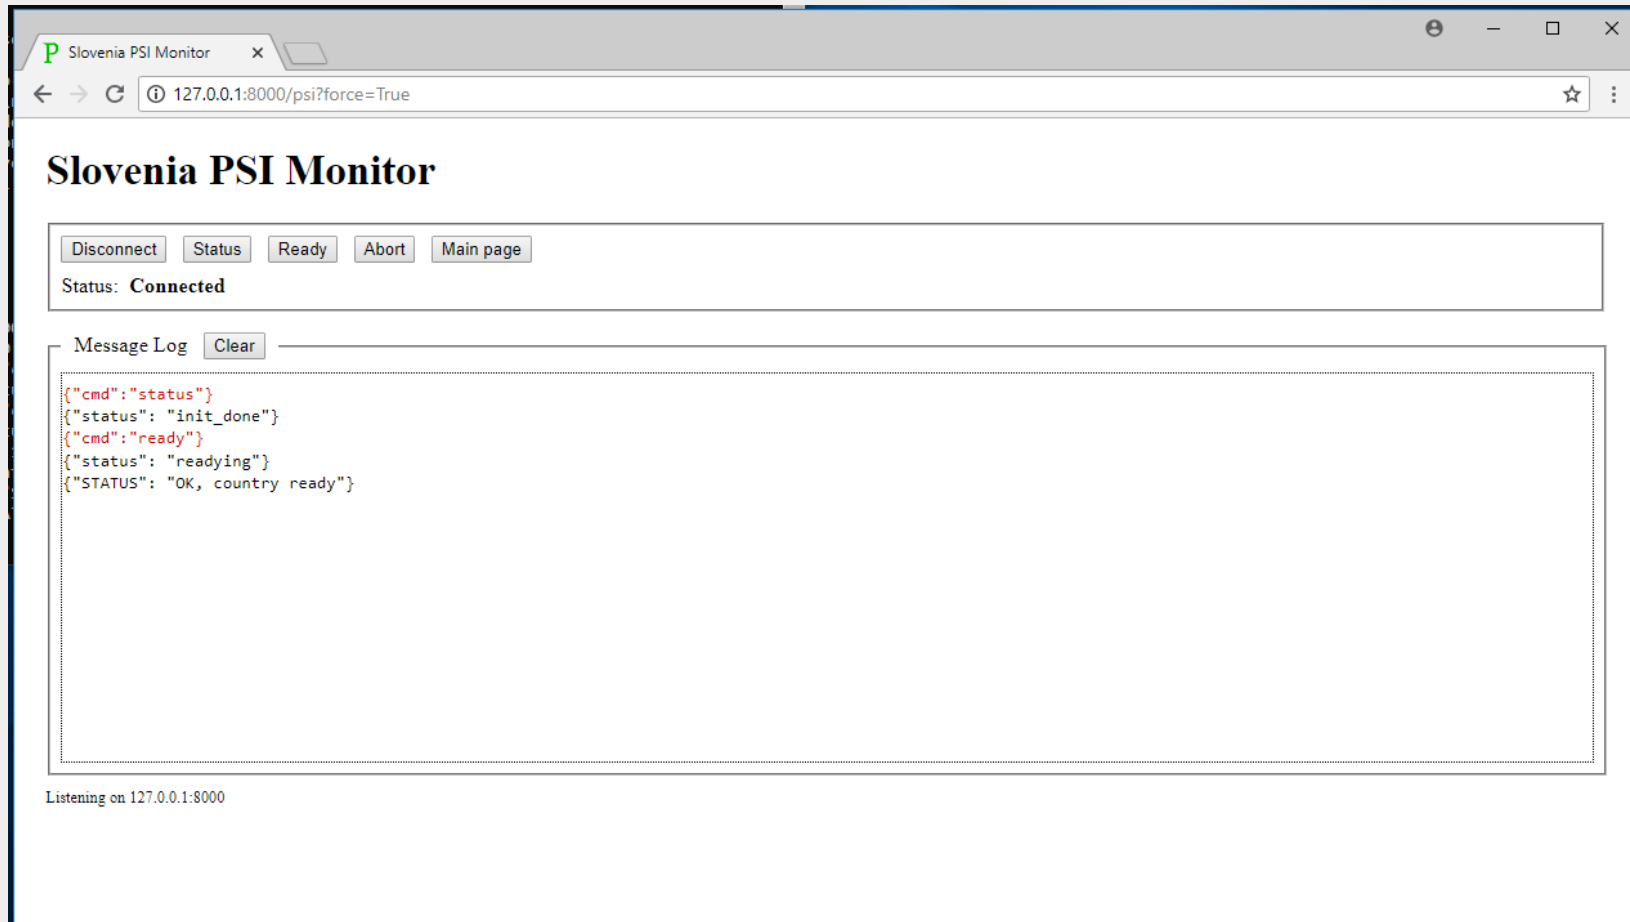 Slovenia PSI Monitor
127.0.0.1:8000/psi?force=True
Slovenia PSI Monitor
Disconnect Status Ready Abort Main page
Status: Connected
Message Log Clear
{"cmd":"status"}
{"status": "init_done"}
{"cmd":"ready"}
{"status": "readying"}
{"STATUS": "OK, country ready"}
Listening on 127.0.0.1:8000